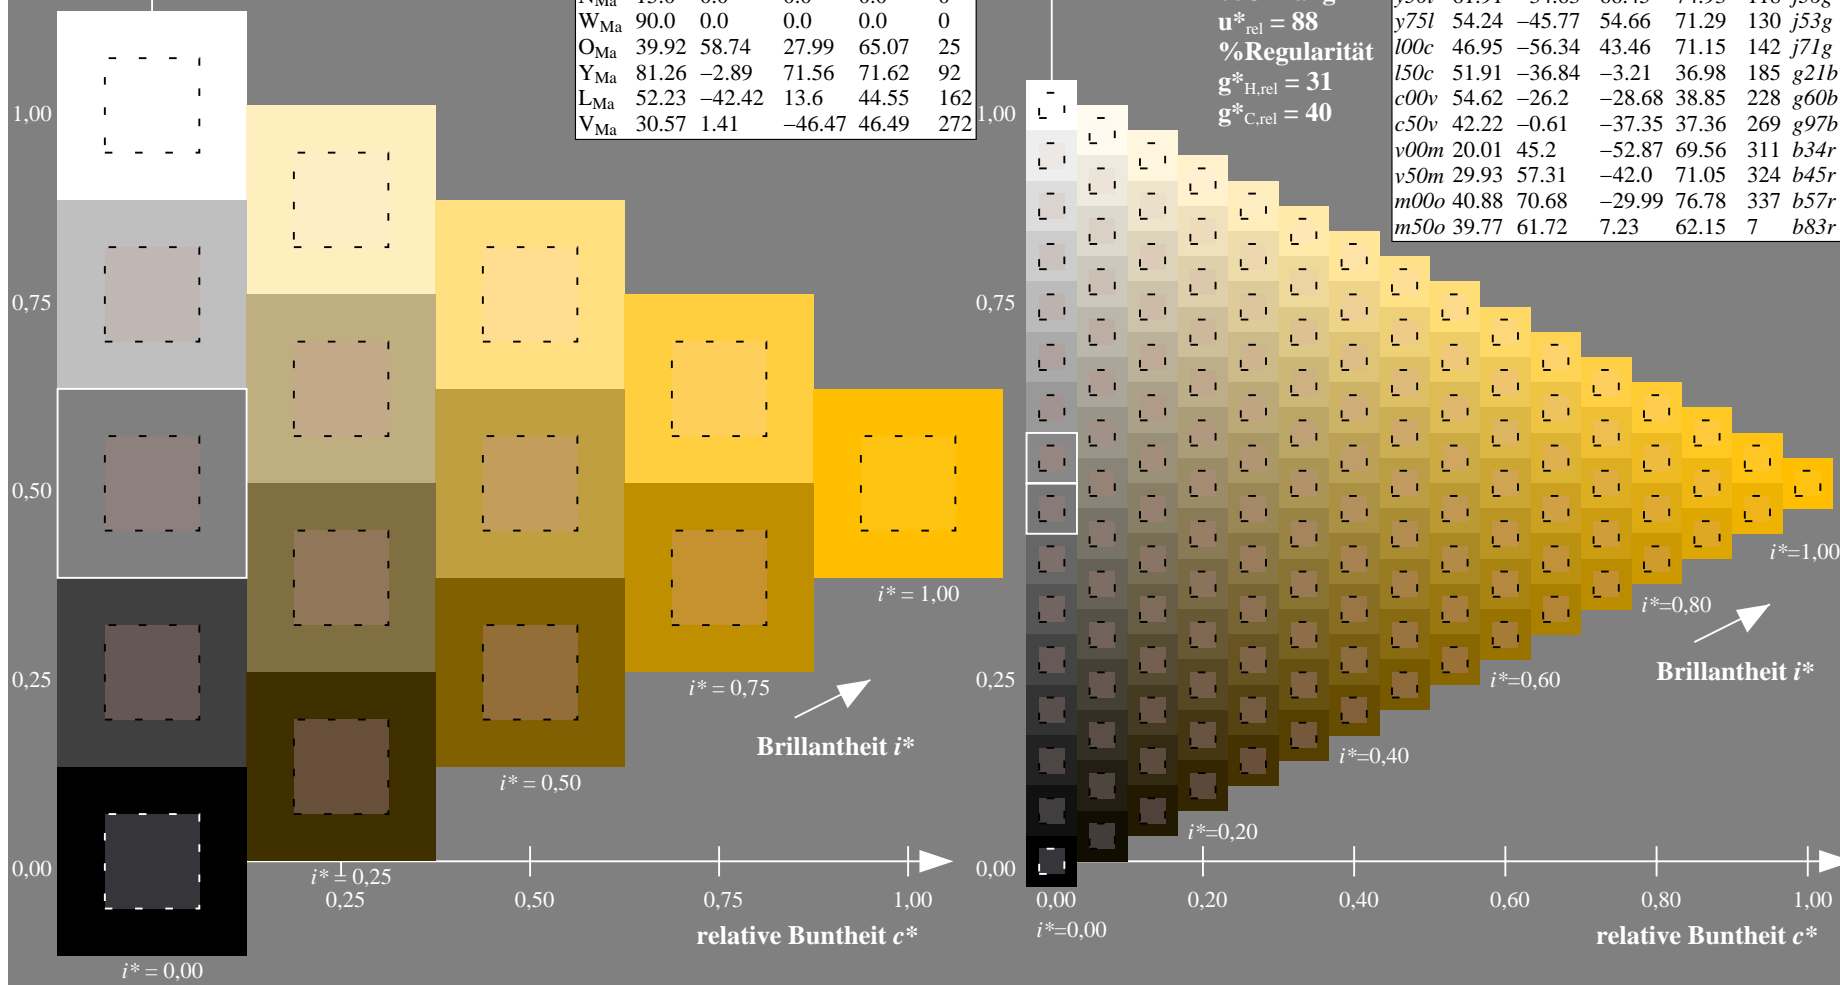 W_Ma 90.0 0.0 0.0 0.0 0
O_Ma 39.92 58.74 27.99 65.07 25
Y_Ma 81.26 −2.89 71.56 71.62 92
L_Ma 52.23 −42.42 13.6 44.55 162
V_Ma 30.57 1.41 −46.47 46.49 272
1,00
0,75
0,50
0,25
0,00
i* = 1,00
i* = 0,75
Brillantheit i*
i* = 0,50
i* = 0,25
0,25 0,50 0,75 1,00
relative Buntheit c*
i* = 0,00
u*rel = 88
%Regularität
g*H,rel = 31
g*C,rel = 40
y75l 54.24 −45.77 54.66 71.29 130 j53g
l00c 46.95 −56.34 43.46 71.15 142 j71g
l50c 51.91 −36.84 −3.21 36.98 185 g21b
c00v 54.62 −26.2 −28.68 38.85 228 g60b
c50v 42.22 −0.61 −37.35 37.36 269 g97b
v00m 20.01 45.2 −52.87 69.56 311 b34r
v50m 29.93 57.31 −42.0 71.05 324 b45r
m00o 40.88 70.68 −29.99 76.78 337 b57r
m50o 39.77 61.72 7.23 62.15 7 b83r
1,00
0,75
0,50
0,25
0,00
i*=1,00
i*=0,80
Brillantheit i*
i*=0,60
i*=0,40
i*=0,20
0,00 0,20 0,40 0,60 0,80 1,00
i*=0,00
relative Buntheit c*